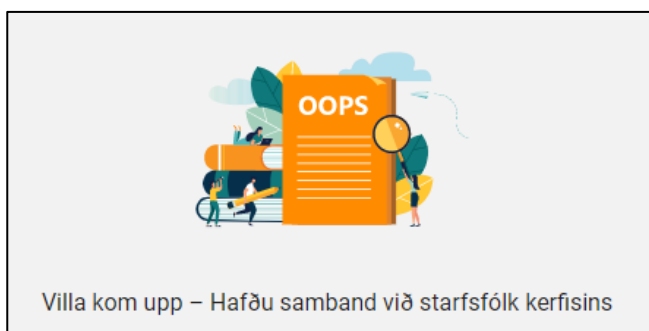 OOPS
Villa kom upp – Hafðu samband við starfsfólk kerfisins